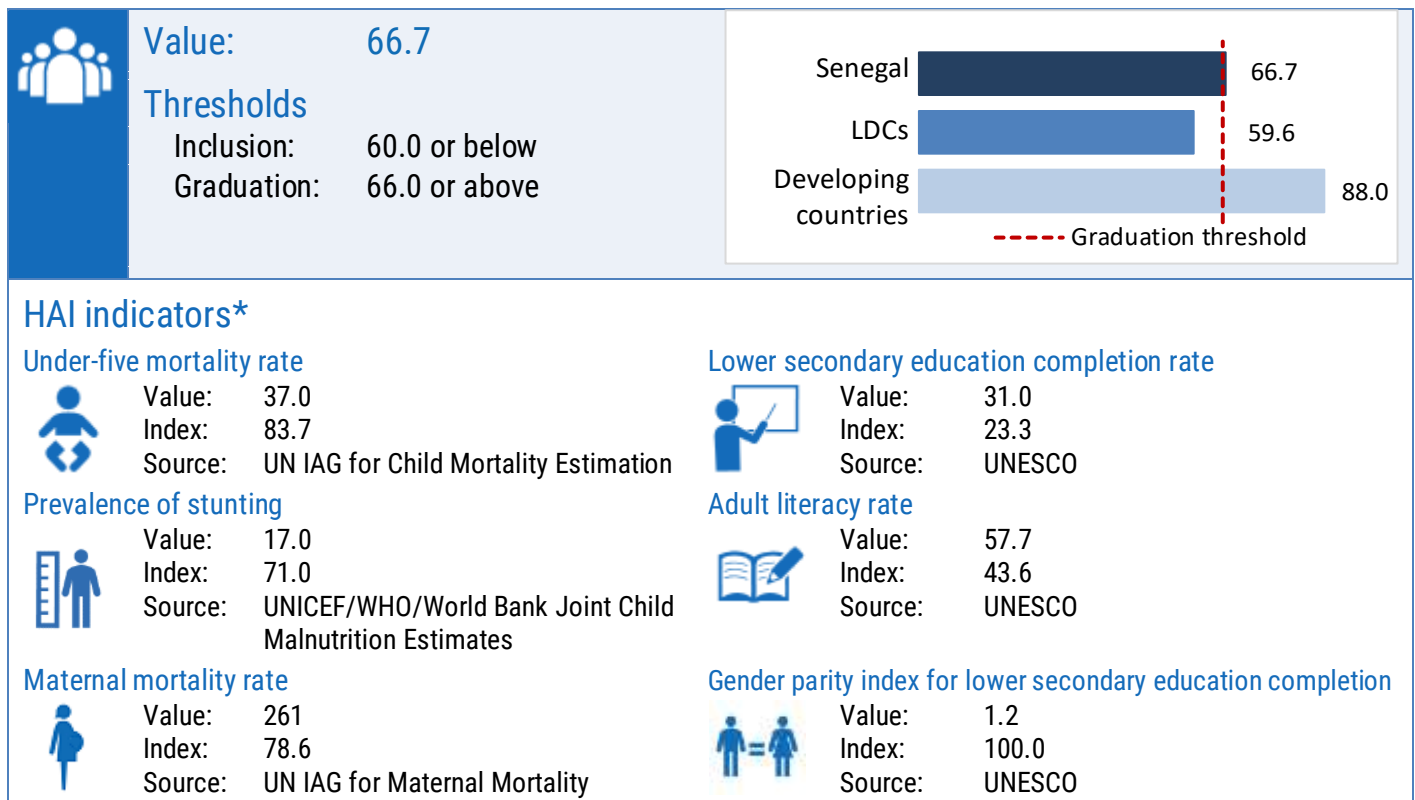 Value: 66.7
Thresholds
Inclusion: 60.0 or below
Graduation: 66.0 or above
Senegal 66.7
LDCs 59.6
Developing
countries 88.0
Graduation threshold
HAI indicators*
Under-five mortality rate
Value: 37.0
Index: 83.7
Source: UN IAG for Child Mortality Estimation
Prevalence of stunting
Value: 17.0
Index: 71.0
Source: UNICEF/WHO/World Bank Joint Child
Malnutrition Estimates
Maternal mortality rate
Value: 261
Index: 78.6
Source: UN IAG for Maternal Mortality
Lower secondary education completion rate
Value: 31.0
Index: 23.3
Source: UNESCO
Adult literacy rate
Value: 57.7
Index: 43.6
Source: UNESCO
Gender parity index for lower secondary education completion
Value: 1.2
Index: 100.0
Source: UNESCO